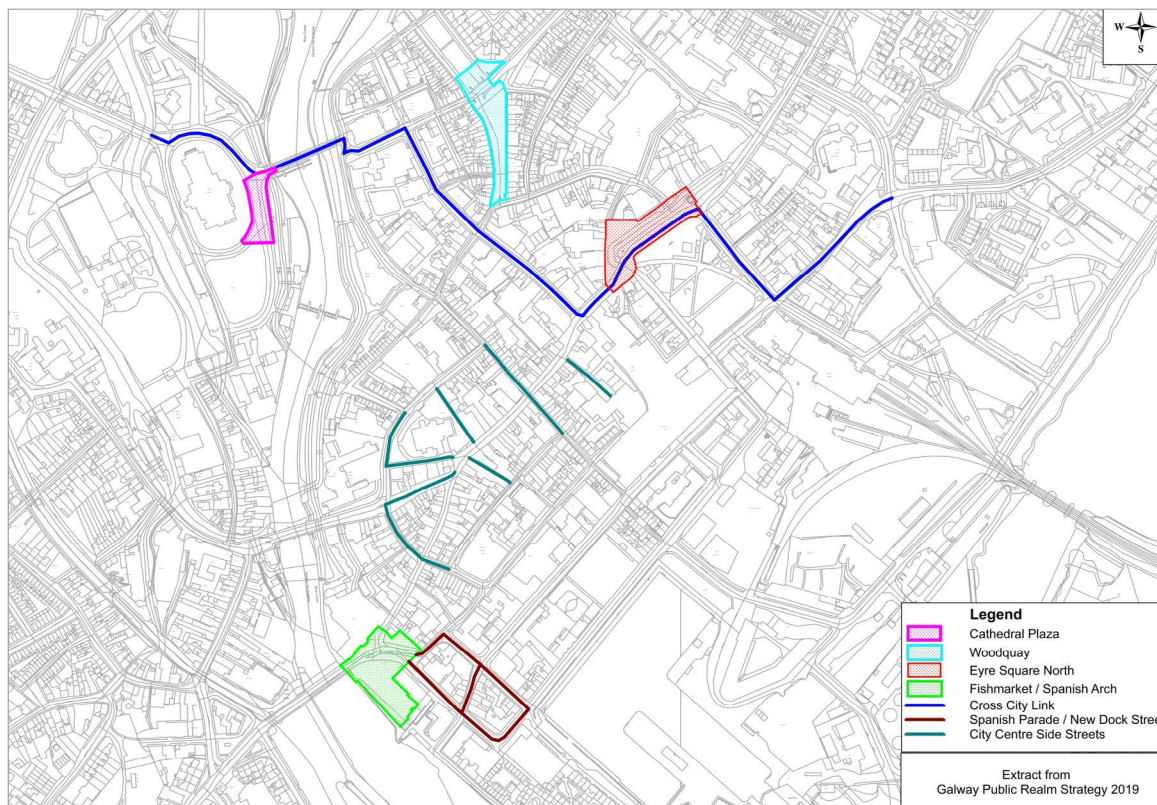 W
S
Legend
Cathedral Plaza
Woodquay
Eyre Square North
Fishmarket / Spanish Arch
Cross City Link
Spanish Parade / New Dock Stree
City Centre Side Streets
Extract from
Galway Public Realm Strategy 2019